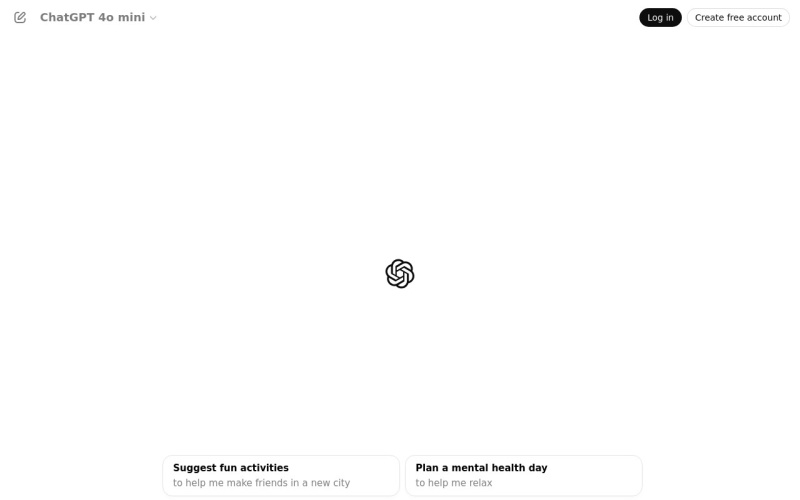 ChatGPT 4o mini
Log in
Create free account
Suggest fun activities
to help me make friends in a new city
Plan a mental health day
to help me relax